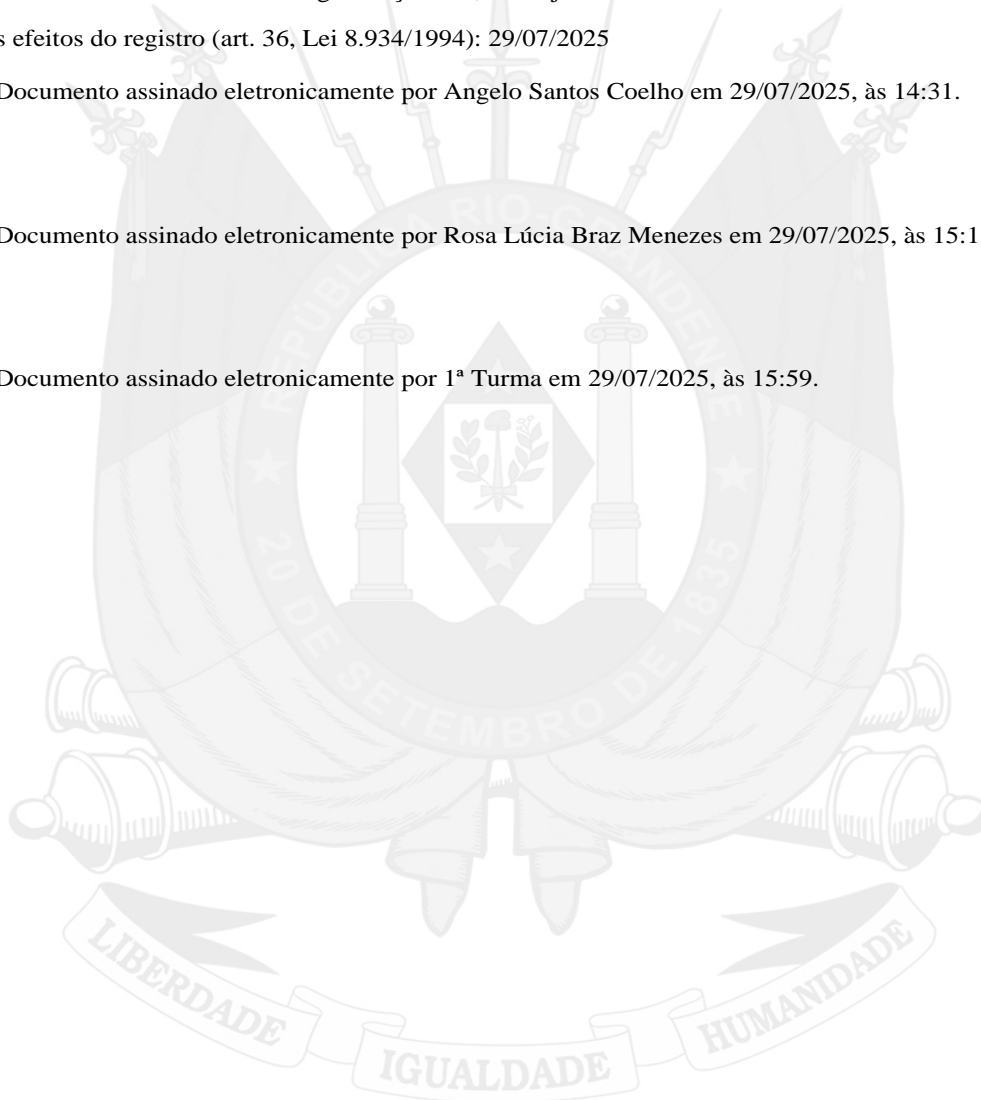 s efeitos do registro (art. 36, Lei 8.934/1994): 29/07/2025
Documento assinado eletronicamente por Angelo Santos Coelho em 29/07/2025, às 14:31.
Documento assinado eletronicamente por Rosa Lúcia Braz Menezes em 29/07/2025, às 15:1
Documento assinado eletronicamente por 1ª Turma em 29/07/2025, às 15:59.
REPÚBLICA RIO-GRANDENSE
20 DE SETEMBRO DE 1835
LIBERDADE
IGUALDADE
HUMANIDADE